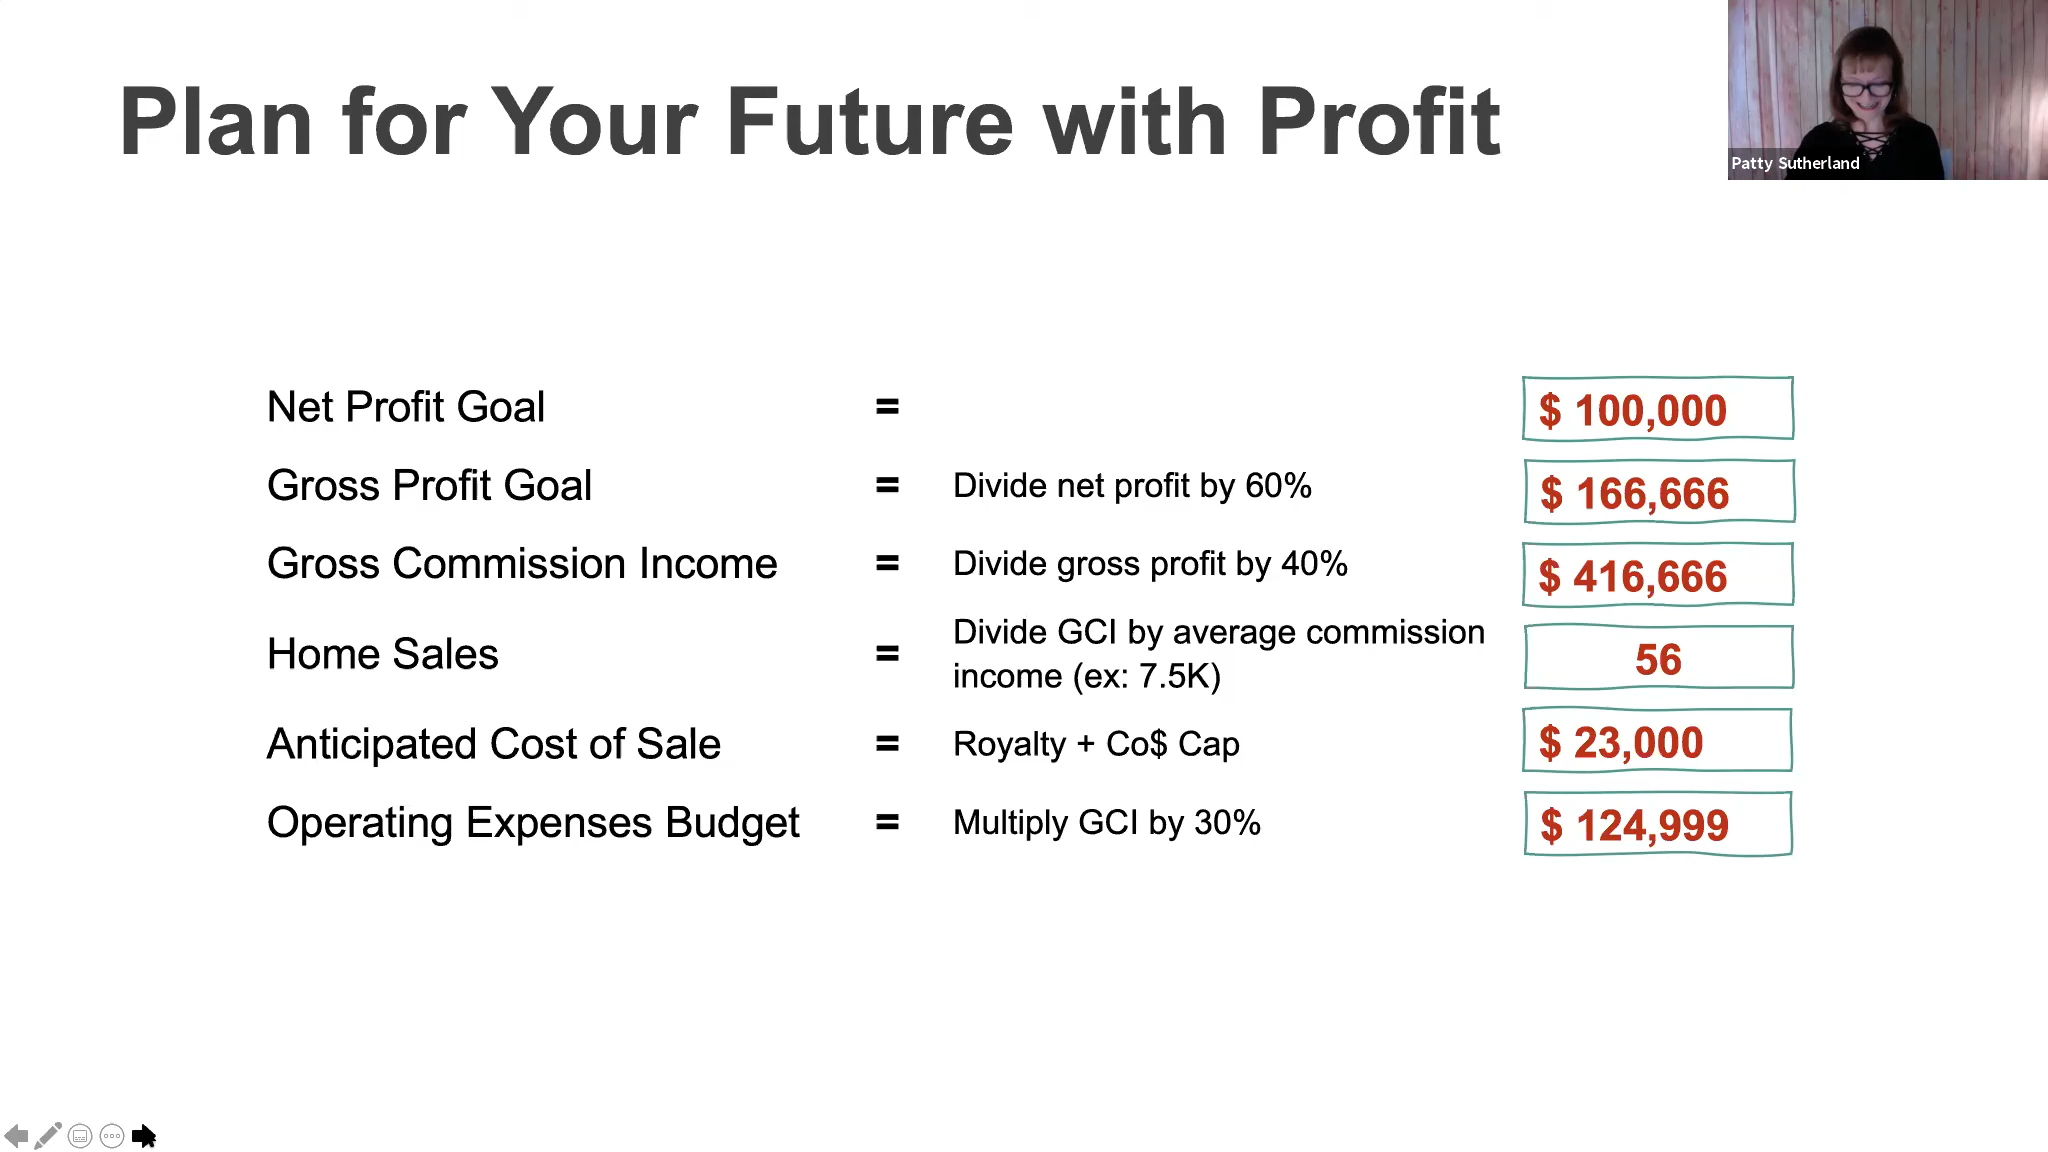 Plan for Your Future with Profit
Patty Sutherland
Net Profit Goal = $ 100,000
Gross Profit Goal = Divide net profit by 60% $ 166,666
Gross Commission Income = Divide gross profit by 40% $ 416,666
Home Sales = Divide GCI by average commission
income (ex: 7.5K) 56
Anticipated Cost of Sale = Royalty + Co$ Cap $ 23,000
Operating Expenses Budget = Multiply GCI by 30% $ 124,999